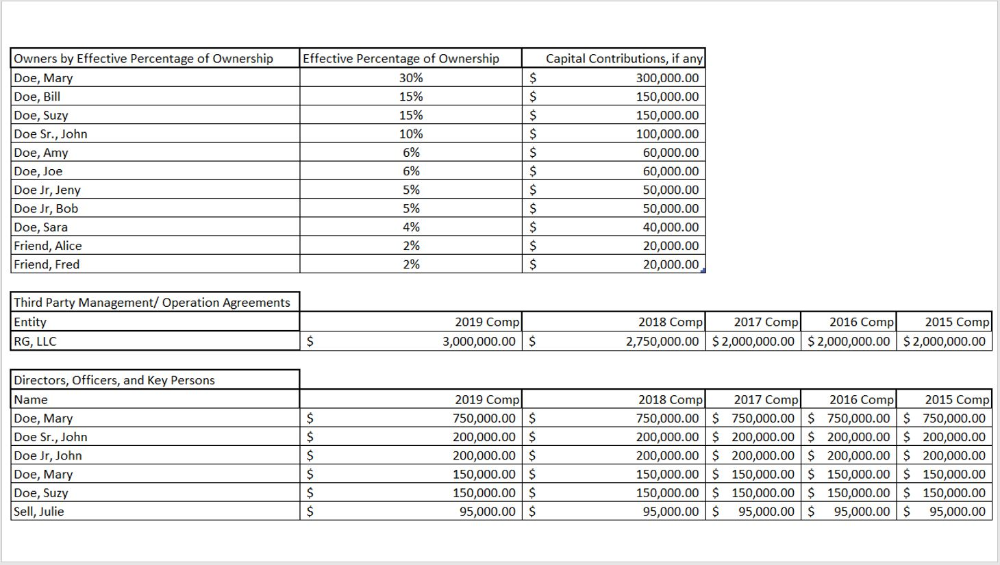 Owners by Effective Percentage of Ownership Effective Percentage of Ownership Capital Contributions, if any
Doe, Mary 30% $ 300,000.00
Doe, Bill 15% $ 150,000.00
Doe, Suzy 15% $ 150,000.00
Doe Sr., John 10% $ 100,000.00
Doe, Amy 6% $ 60,000.00
Doe, Joe 6% $ 60,000.00
Doe Jr, Jeny 5% $ 50,000.00
Doe Jr, Bob 5% $ 50,000.00
Doe, Sara 4% $ 40,000.00
Friend, Alice 2% $ 20,000.00
Friend, Fred 2% $ 20,000.00
Third Party Management/ Operation Agreements
Entity 2019 Comp 2018 Comp 2017 Comp 2016 Comp 2015 Comp
RG, LLC $ 3,000,000.00 $ 2,750,000.00 $ 2,000,000.00 $ 2,000,000.00 $ 2,000,000.00
Directors, Officers, and Key Persons
Name 2019 Comp 2018 Comp 2017 Comp 2016 Comp 2015 Comp
Doe, Mary $ 750,000.00 $ 750,000.00 $ 750,000.00 $ 750,000.00 $ 750,000.00
Doe Sr., John $ 200,000.00 $ 200,000.00 $ 200,000.00 $ 200,000.00 $ 200,000.00
Doe Jr, John $ 200,000.00 $ 200,000.00 $ 200,000.00 $ 200,000.00 $ 200,000.00
Doe, Mary $ 150,000.00 $ 150,000.00 $ 150,000.00 $ 150,000.00 $ 150,000.00
Doe, Suzy $ 150,000.00 $ 150,000.00 $ 150,000.00 $ 150,000.00 $ 150,000.00
Sell, Julie $ 95,000.00 $ 95,000.00 $ 95,000.00 $ 95,000.00 $ 95,000.00